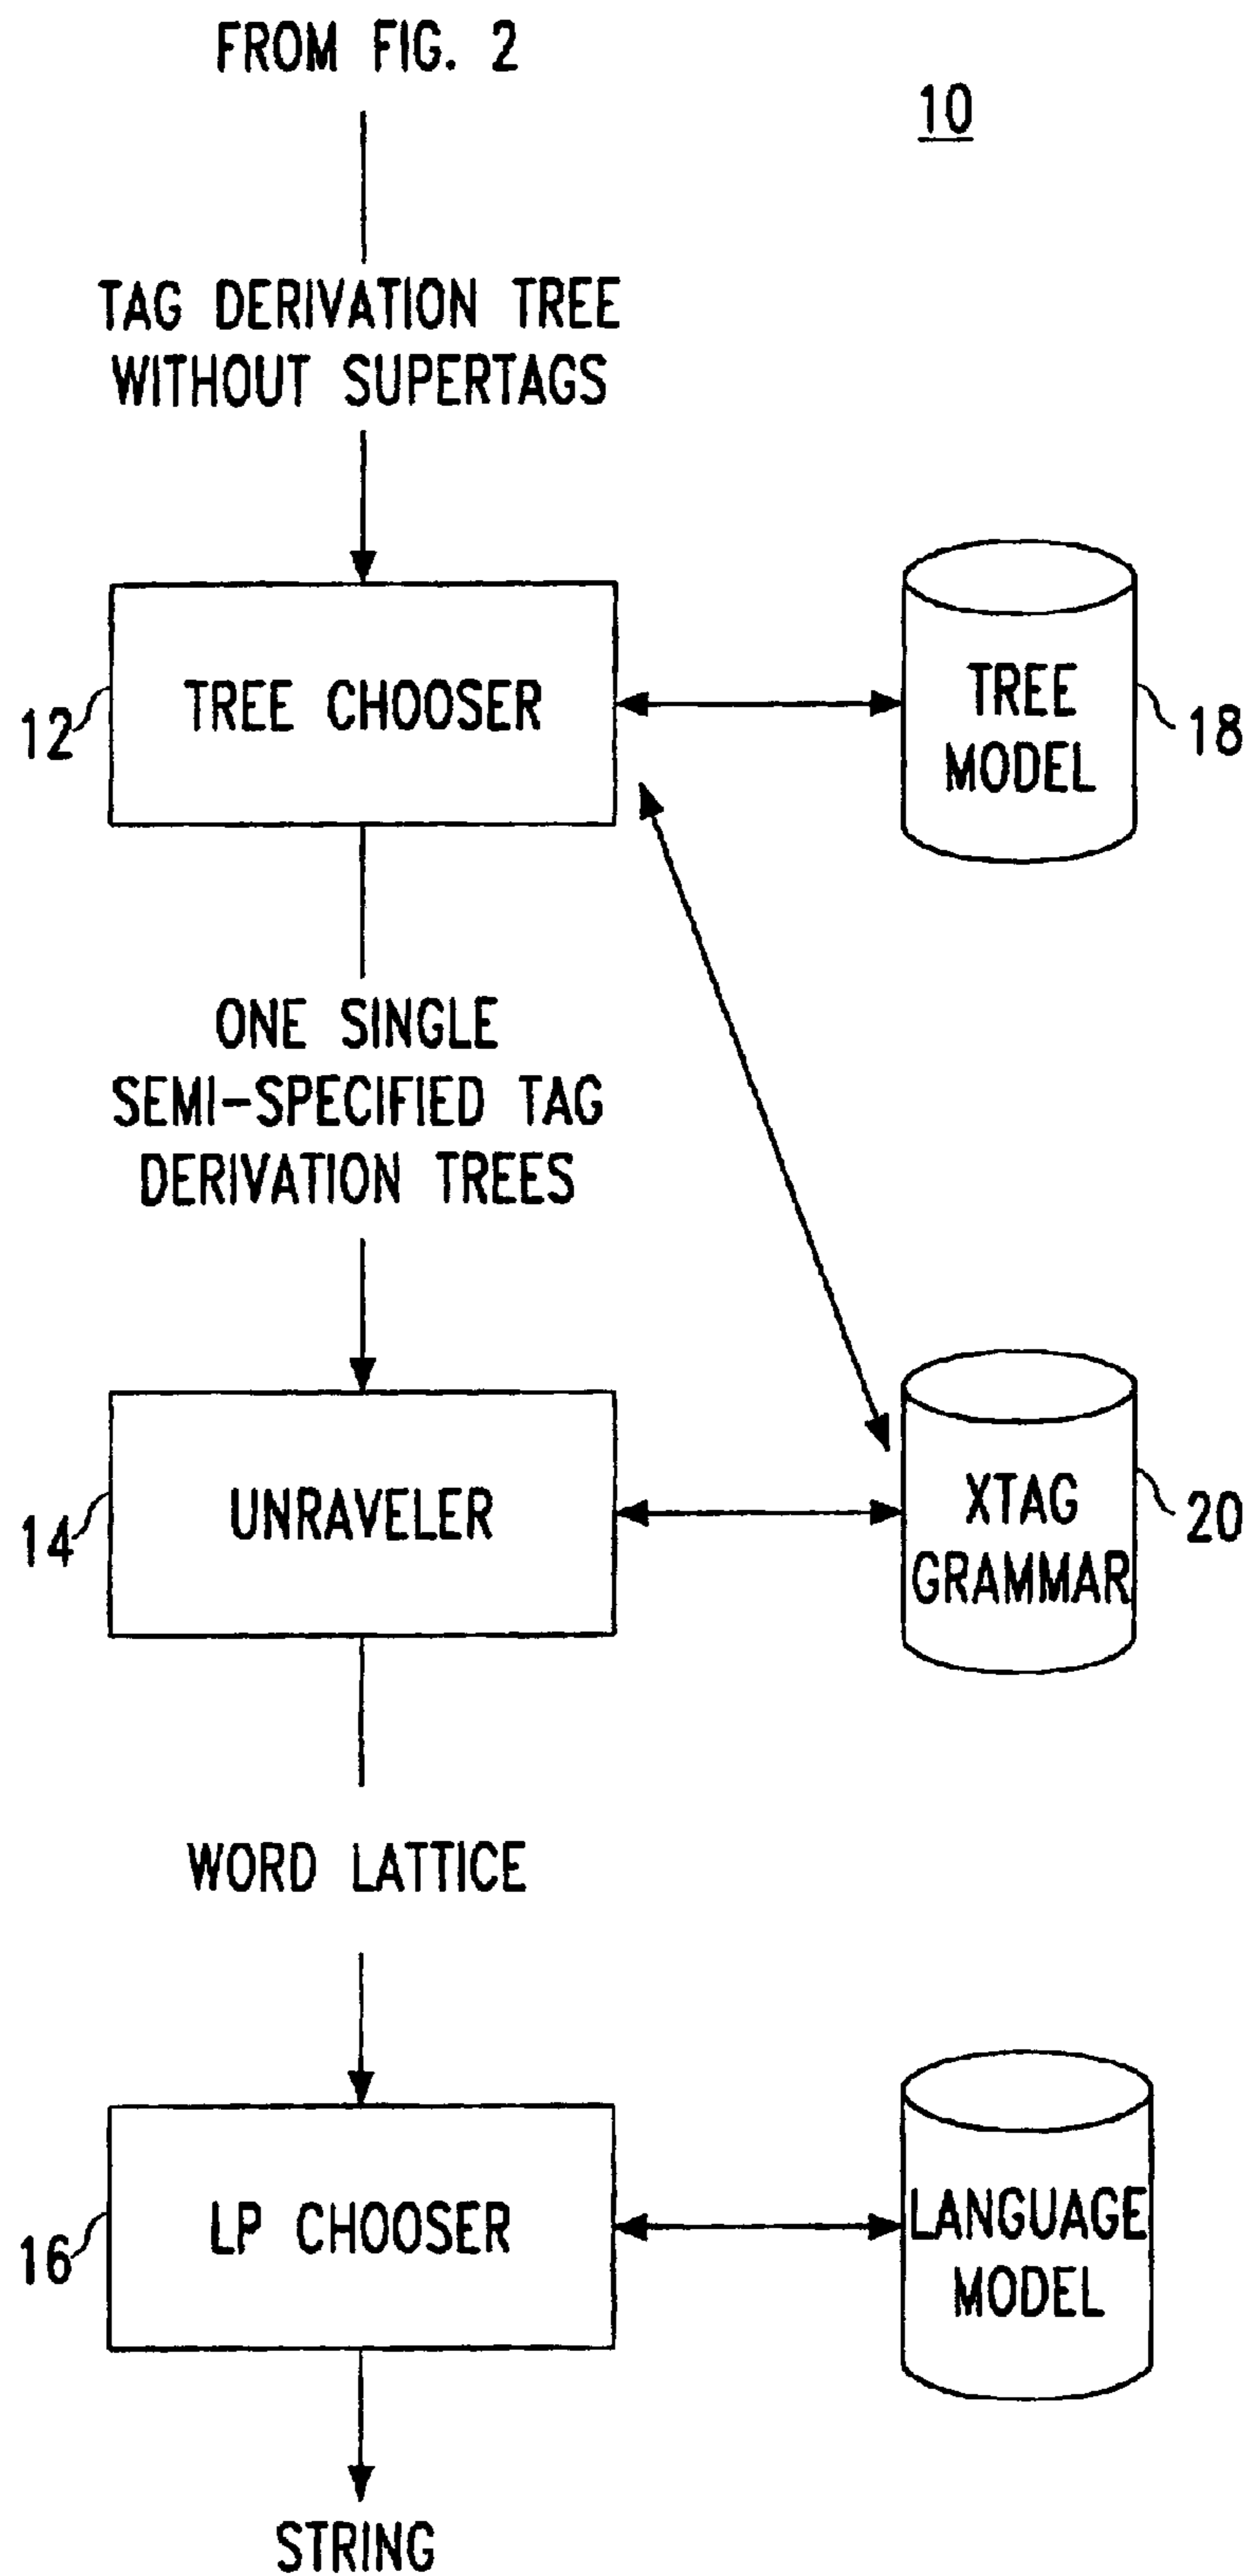 FROM FIG. 2
10
TAG DERIVATION TREE
WITHOUT SUPERTAGS
12
TREE CHOOSER
TREE
MODEL
18
ONE SINGLE
SEMI-SPECIFIED TAG
DERIVATION TREES
14
UNRAVELER
XTAG
GRAMMAR
20
WORD LATTICE
16
LP CHOOSER
LANGUAGE
MODEL
STRING